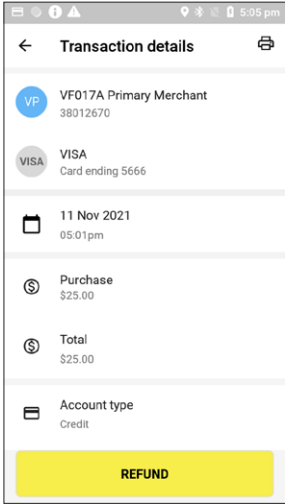 5:05 pm
Transaction details
VP
VF017A Primary Merchant
38012670
VISA
VISA
Card ending 5666
11 Nov 2021
05:01pm
Purchase
$25.00
Total
$25.00
Account type
Credit
REFUND